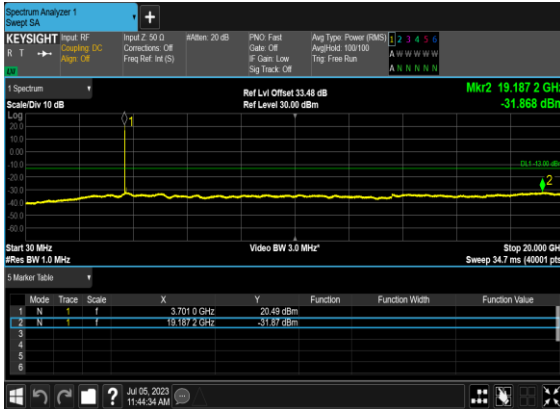 Spectrum Analyzer 1
Swept SA
+
KEYSIGHT Input: RF Input Z: 50 Ω #Atten: 20 dB PNO: Fast Avg Type: Power (RMS) 1 2 3 4 5 6
R T Coupling: DC Corrections: Off Gate: Off Avg|Hold: 100/100 A W W W W W
Align: Off Freq Ref: Int (S) IF Gain: Low Trig: Free Run
Sig Track: Off A N N N N N
1 Spectrum Ref Lvl Offset 33.48 dB Mkr2 19.187 2 GHz
Scale/Div 10 dB Ref Level 30.00 dBm -31.868 dBm
Log
20.0
10.0
0.00
-10.0
DL1 -13.00 dBm
-20.0
-30.0
-40.0
-50.0
-60.0
1
2
Start 30 MHz Video BW 3.0 MHz* Stop 20.000 GHz
#Res BW 1.0 MHz Sweep 34.7 ms (40001 pts)
5 Marker Table
Mode Trace Scale X Y Function Function Width Function Value
1 N 1 f 3.701 0 GHz 20.49 dBm
2 N 1 f 19.187 2 GHz -31.87 dBm
3
4
5
6
? Jul 05, 2023
11:44:34 AM